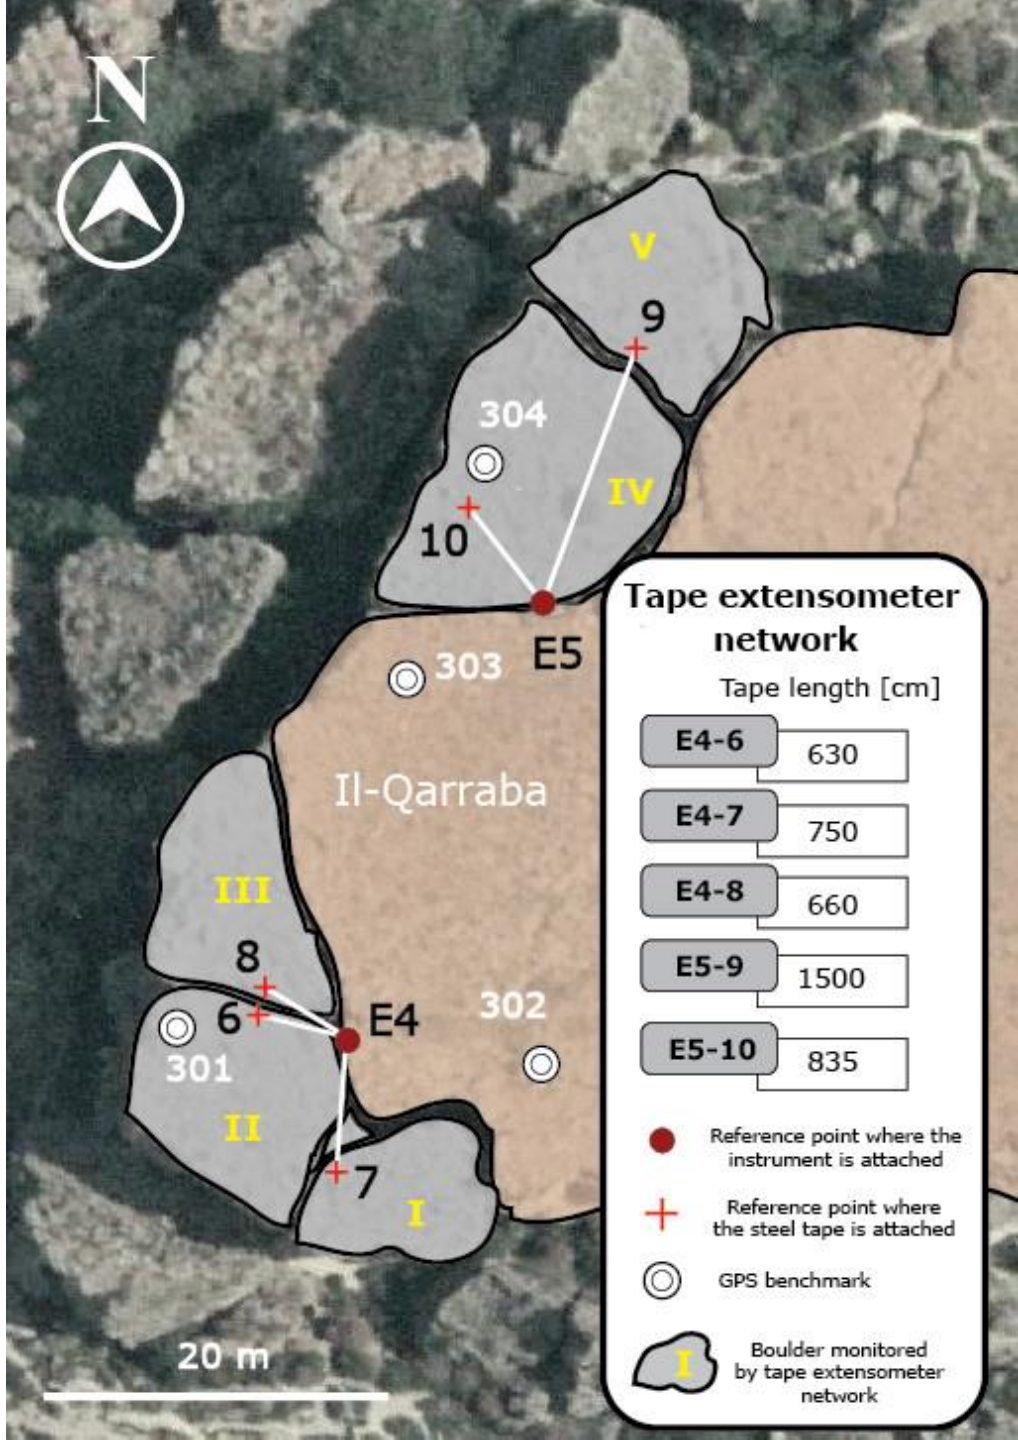 N
V
9
304
IV
10
E5
303
Il-Qarraba
III
8
6
E4
302
301
II
7
I
20 m
Tape extensometer
network
Tape length [cm]
E4-6 630
E4-7 750
E4-8 660
E5-9 1500
E5-10 835
Reference point where the
instrument is attached
Reference point where
the steel tape is attached
GPS benchmark
I
Boulder monitored
by tape extensometer
network